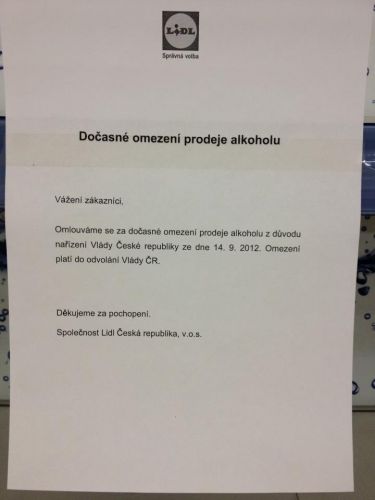 LiDL
Správná volba
Dočasné omezení prodeje alkoholu
Vážení zákazníci,
Omlouváme se za dočasné omezení prodeje alkoholu z důvodu
nařízení Vlády České republiky ze dne 14. 9. 2012. Omezení
platí do odvolání Vlády ČR.
Děkujeme za pochopení.
Společnost Lidl Česká republika, v.o.s.